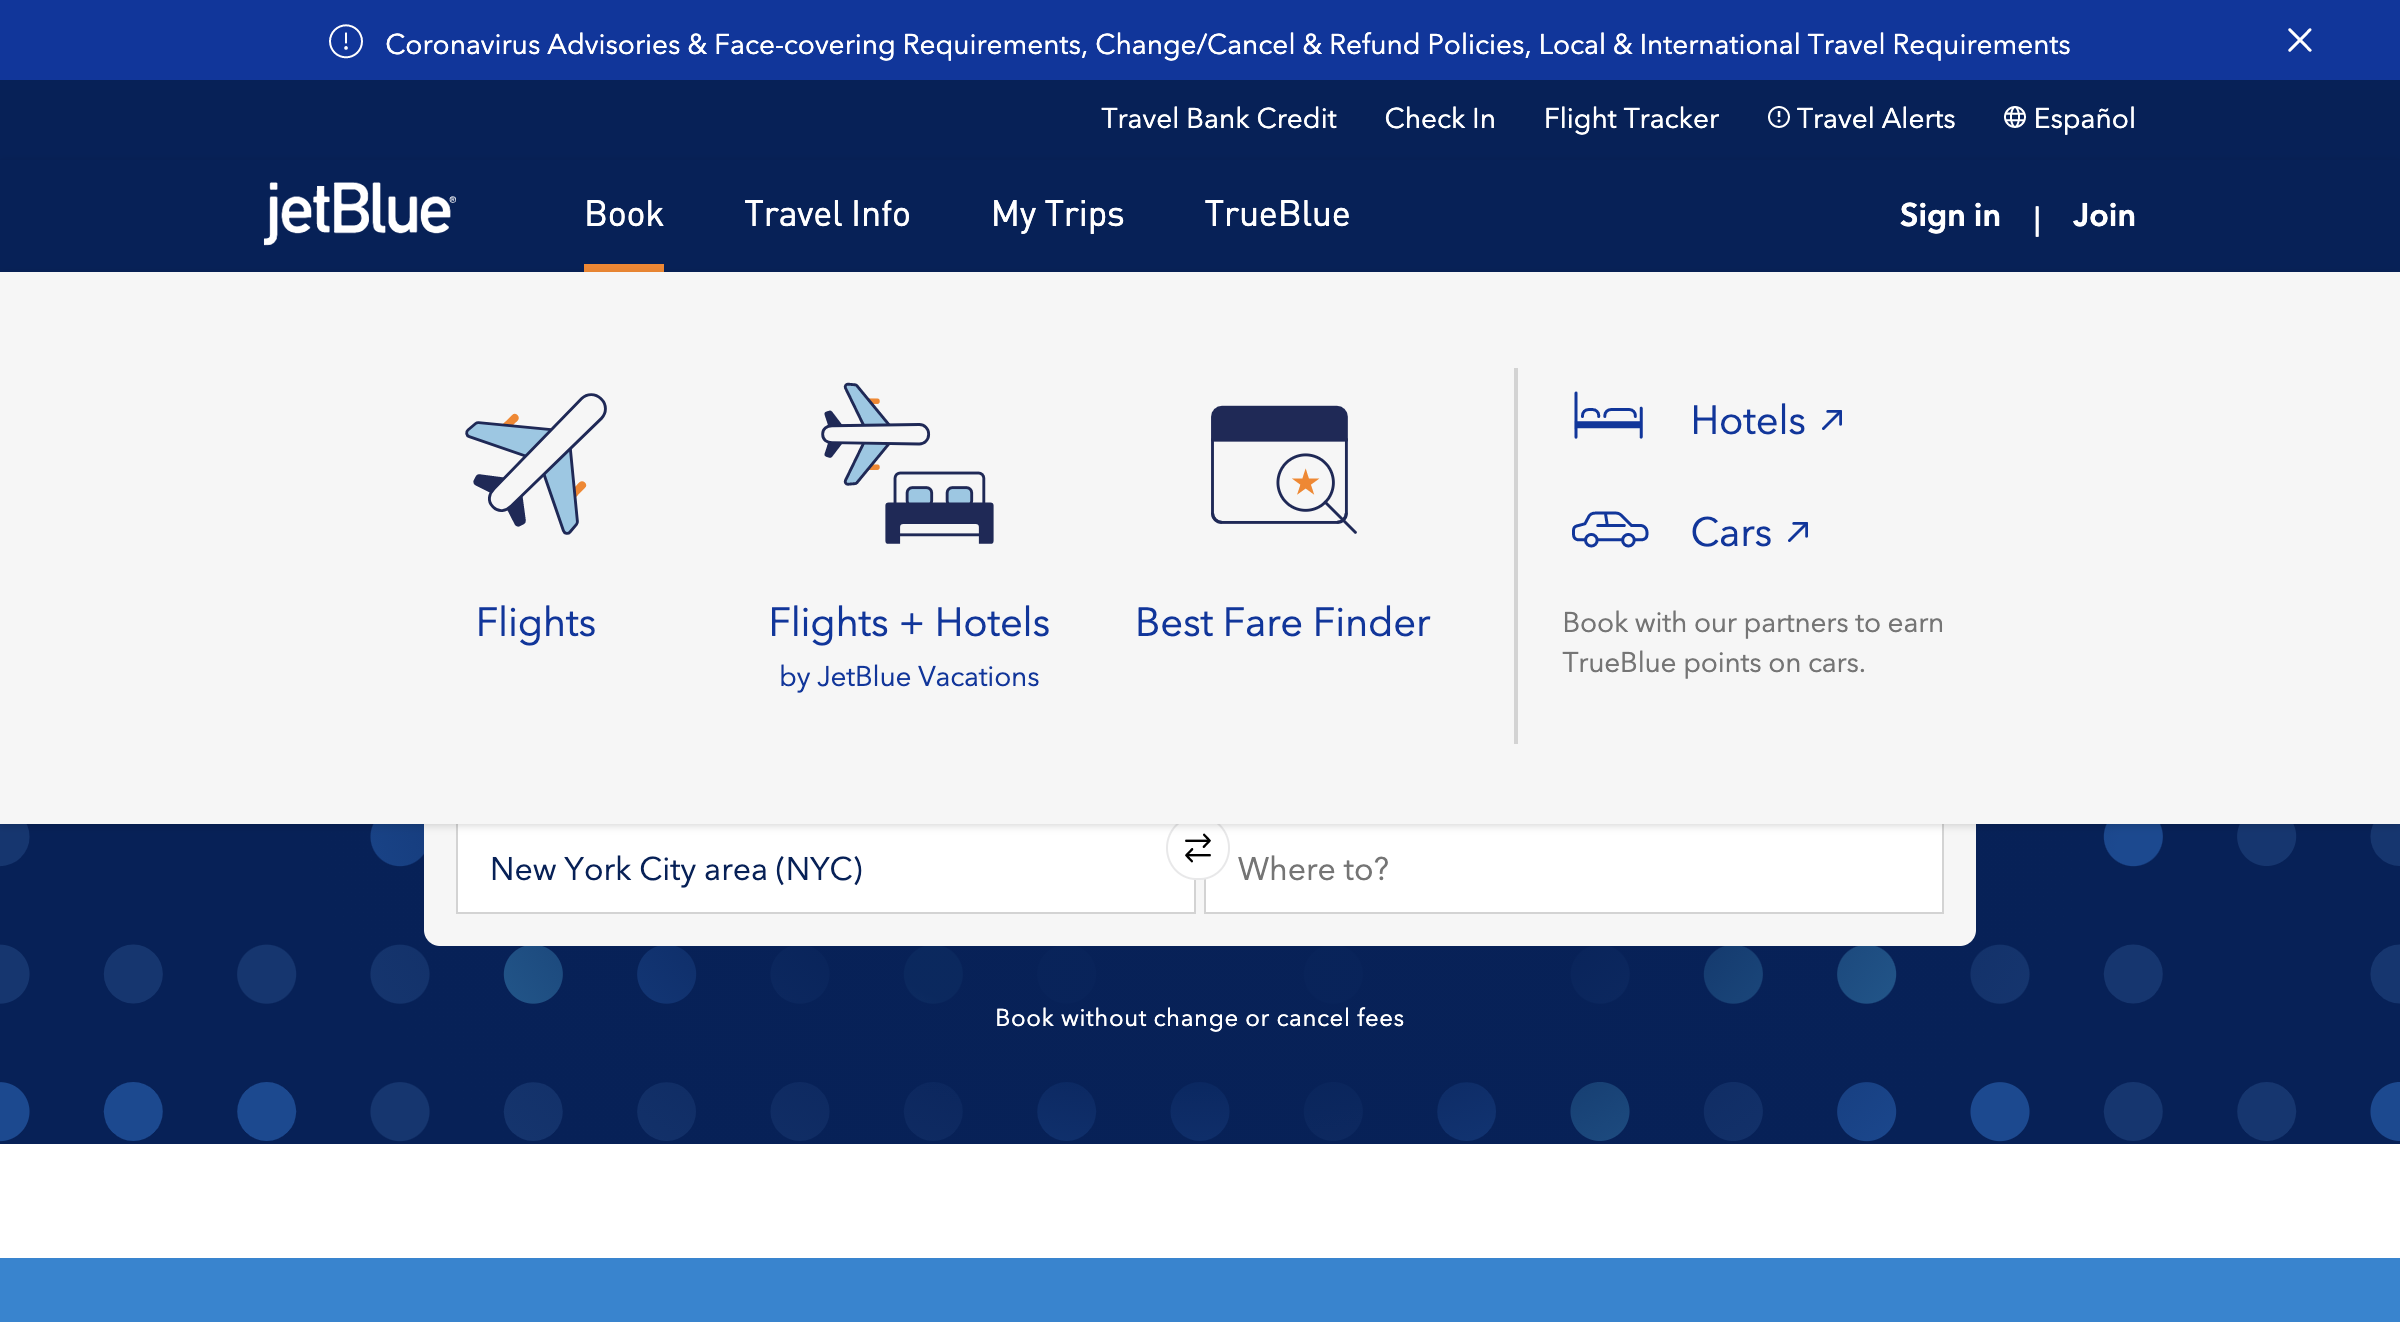 Coronavirus Advisories & Face-covering Requirements, Change/Cancel & Refund Policies, Local & International Travel Requirements
Travel Bank Credit Check In Flight Tracker Travel Alerts Español
jetBlue® Book Travel Info My Trips TrueBlue Sign in | Join
Hotels
Cars
Flights Flights + Hotels Best Fare Finder
by JetBlue Vacations
Book with our partners to earn
TrueBlue points on cars.
New York City area (NYC) Where to?
Book without change or cancel fees